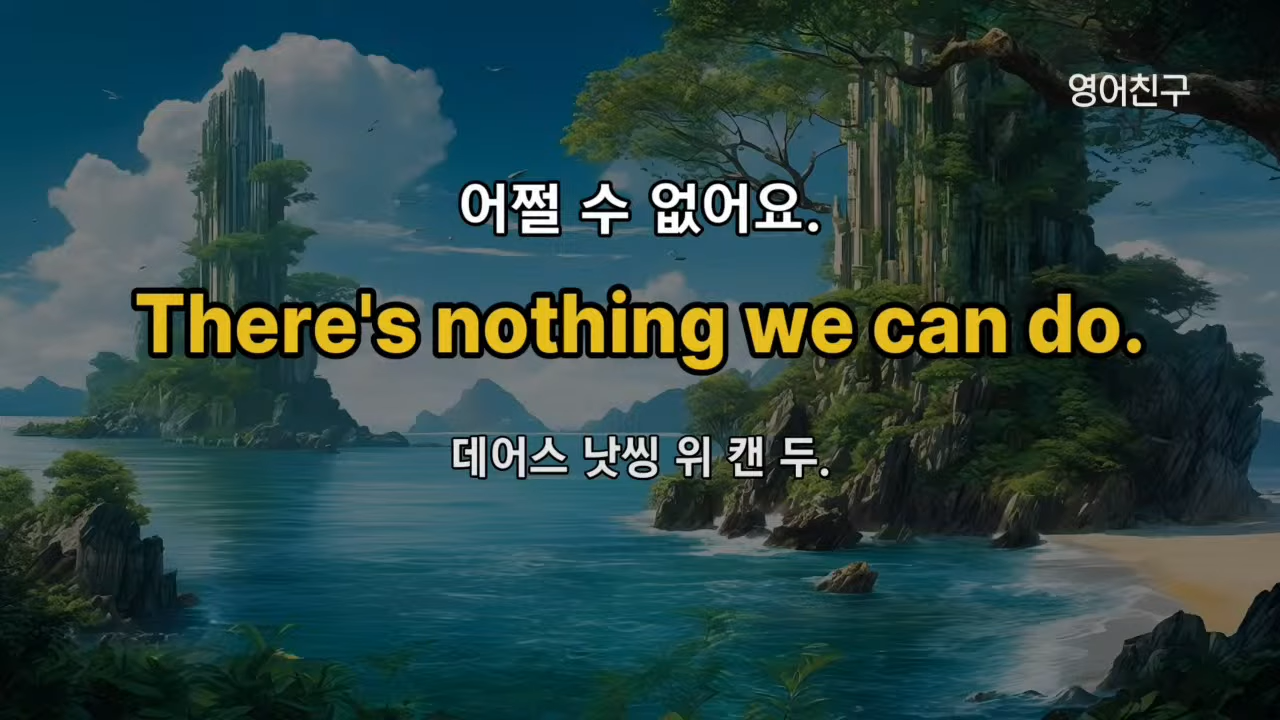 영어친구
어쩔 수 없어요.
There's nothing we can do.
데어스 낫씽 위 캔 두.